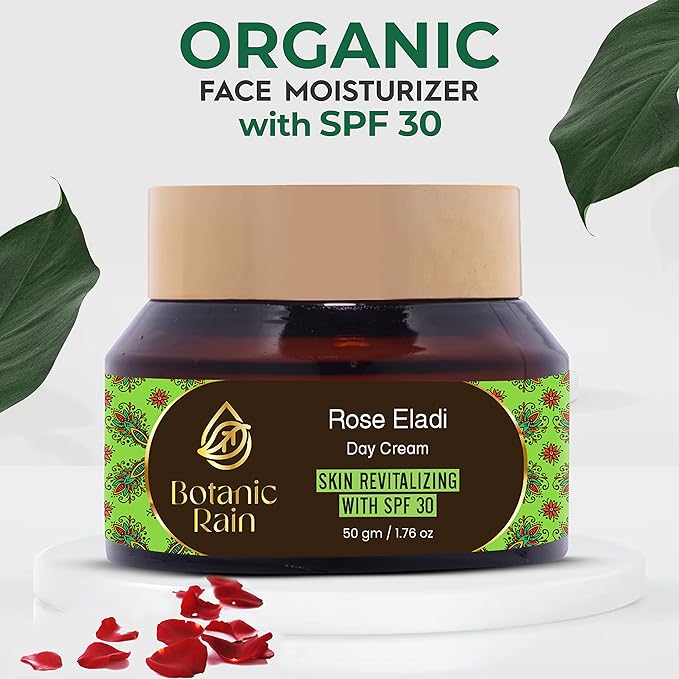 ORGANIC
FACE MOISTURIZER
with SPF 30
Rose Eladi
Day Cream
SKIN REVITALIZING
WITH SPF 30
50 gm / 1.76 oz
Botanic
Rain